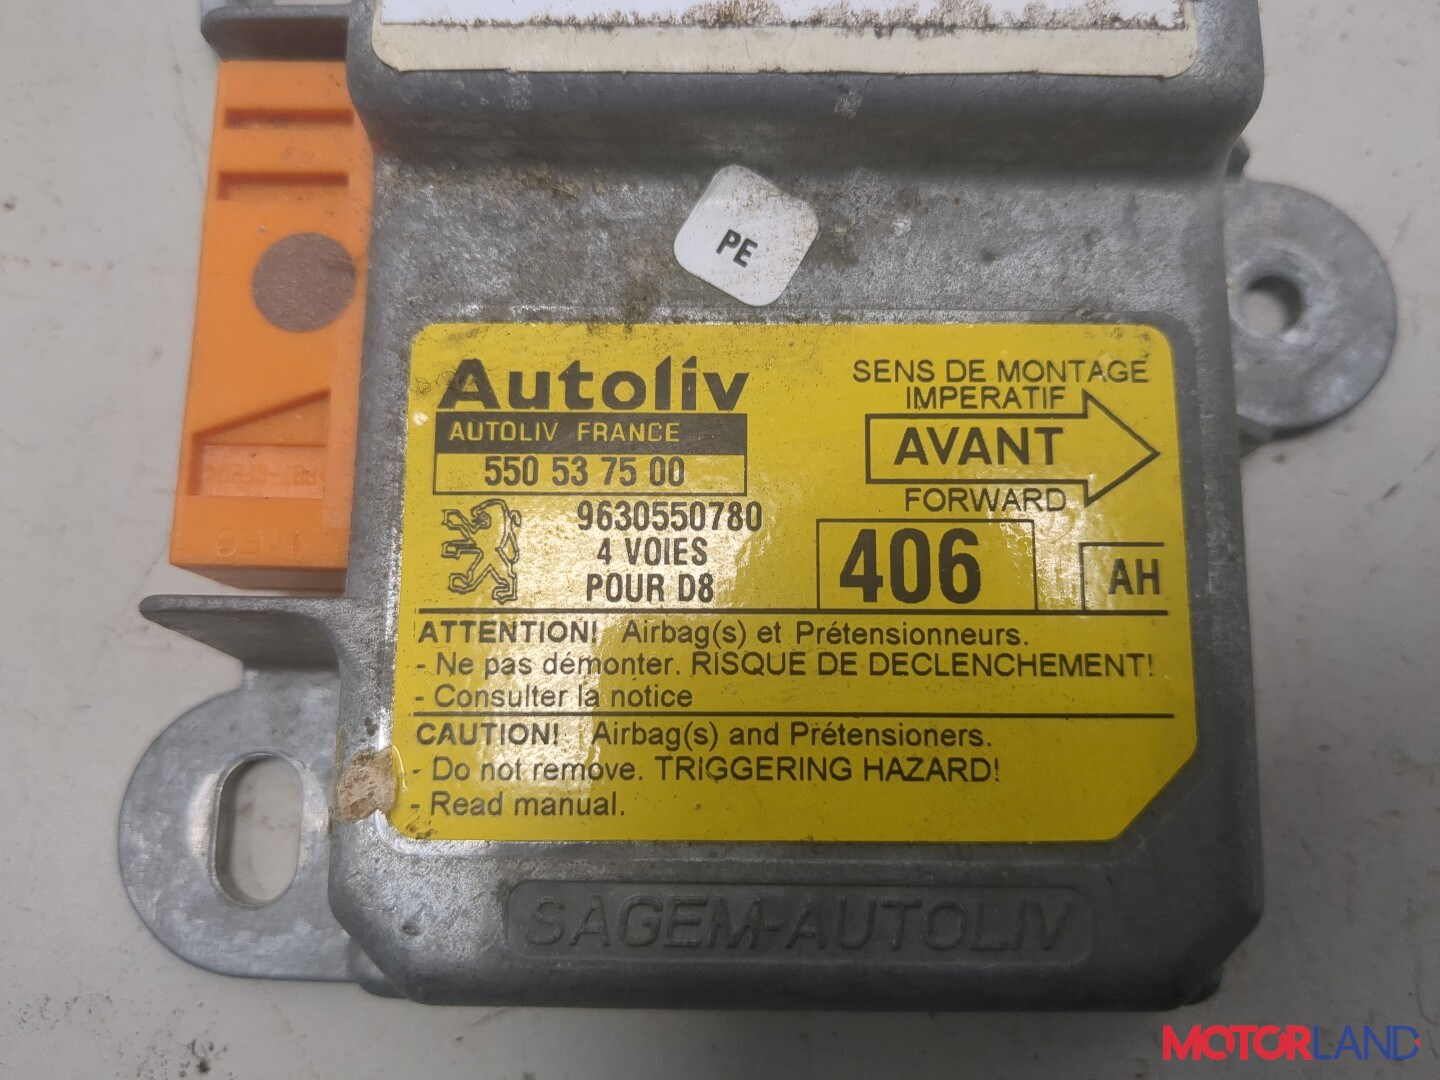 PE
Autoliv
AUTOLIV FRANCE
550 53 75 00
9630550780
4 VOIES
POUR D8
SENS DE MONTAGE
IMPERATIF
AVANT
FORWARD
406
AH
ATTENTION! Airbag(s) et Prétensionneurs.
- Ne pas démonter. RISQUE DE DECLENCHEMENT!
- Consulter la notice
CAUTION! Airbag(s) and Prétensioners.
- Do not remove. TRIGGERING HAZARD!
- Read manual.
SAGEM-AUTOLIV
MOTORLAND